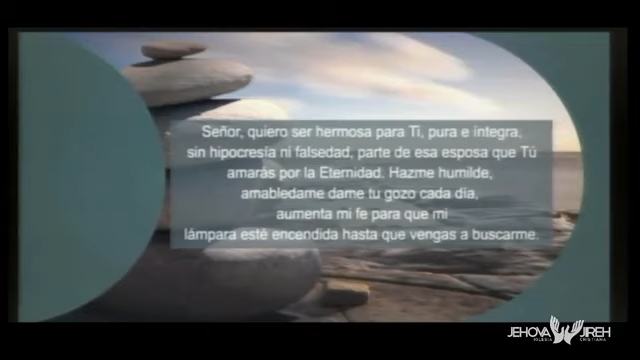 Señor, quiero ser hermosa para Ti, pura e íntegra,
sin hipocresía ni falsedad, parte de esa esposa que Tú
amarás por la Eternidad. Hazme humilde,
amabledame dame tu gozo cada día,
aumenta mi fe para que mi
lámpara esté encendida hasta que vengas a buscarme.
JEHOVA JIREH
IGLESIA CRISTIANA